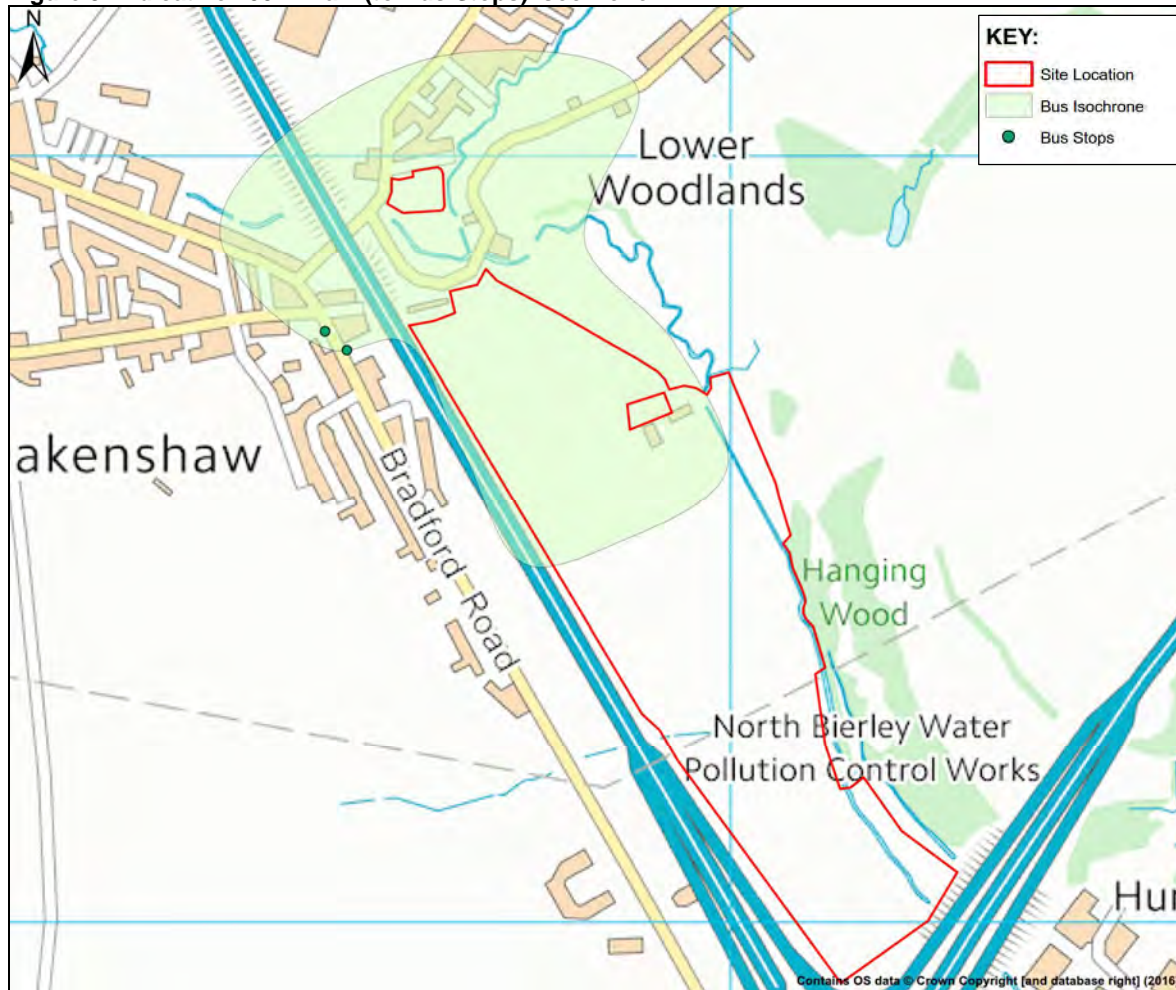 N
KEY:
Site Location
Bus Isochrone
Bus Stops
Lower
Woodlands
akenshaw
Bradford Road
Hanging
Wood
North Bierley Water
Pollution Control Works
Hu
Contains OS data © Crown Copyright [and database right] (2016